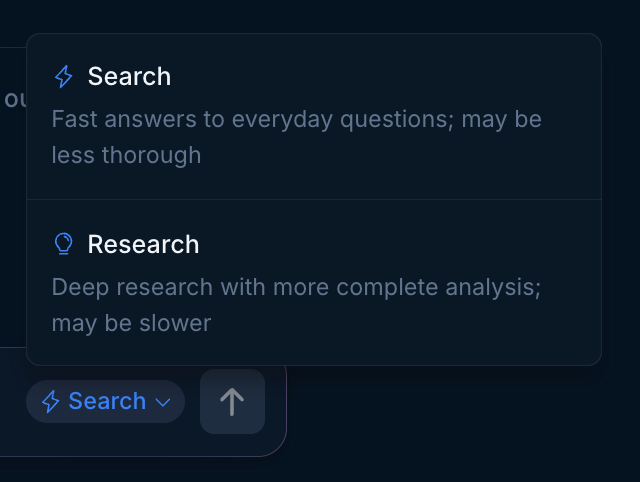 Search
ou
Fast answers to everyday questions; may be
less thorough
Research
Deep research with more complete analysis;
may be slower
Search